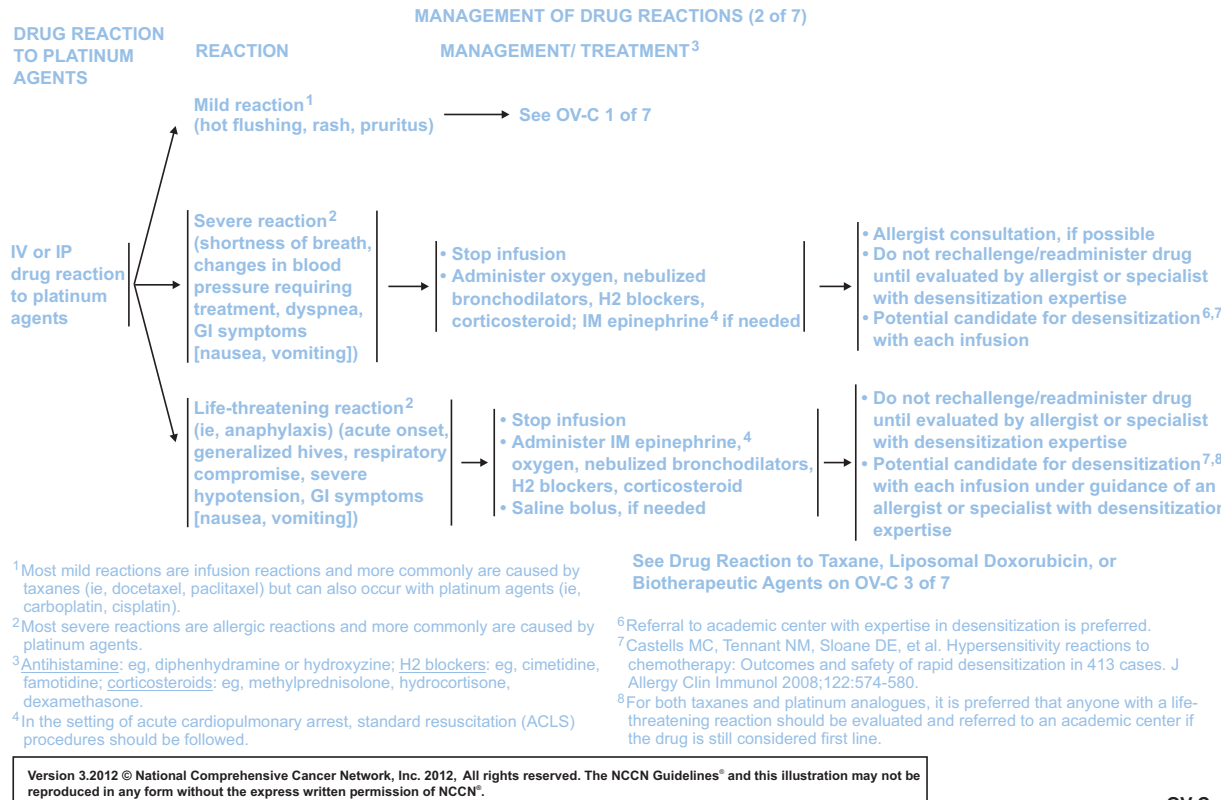 MANAGEMENT OF DRUG REACTIONS (2 of 7)
DRUG REACTION
TO PLATINUM
AGENTS
REACTION
MANAGEMENT/ TREATMENT3
Mild reaction1
(hot flushing, rash, pruritus)
See OV-C 1 of 7
IV or IP
drug reaction
to platinum
agents
Severe reaction2
(shortness of breath,
changes in blood
pressure requiring
treatment, dyspnea,
GI symptoms
[nausea, vomiting])
• Stop infusion
• Administer oxygen, nebulized
bronchodilators, H2 blockers,
corticosteroid; IM epinephrine4 if needed
• Allergist consultation, if possible
• Do not rechallenge/readminister drug
until evaluated by allergist or specialist
with desensitization expertise
• Potential candidate for desensitization6,7
with each infusion
Life-threatening reaction2
(ie, anaphylaxis) (acute onset,
generalized hives, respiratory
compromise, severe
hypotension, GI symptoms
[nausea, vomiting])
• Stop infusion
• Administer IM epinephrine,4
oxygen, nebulized bronchodilators,
H2 blockers, corticosteroid
• Saline bolus, if needed
• Do not rechallenge/readminister drug
until evaluated by allergist or specialist
with desensitization expertise
• Potential candidate for desensitization7,8
with each infusion under guidance of an
allergist or specialist with desensitization
expertise
1Most mild reactions are infusion reactions and more commonly are caused by
taxanes (ie, docetaxel, paclitaxel) but can also occur with platinum agents (ie,
carboplatin, cisplatin).
2Most severe reactions are allergic reactions and more commonly are caused by
platinum agents.
3Antihistamine: eg, diphenhydramine or hydroxyzine; H2 blockers: eg, cimetidine,
famotidine; corticosteroids: eg, methylprednisolone, hydrocortisone,
dexamethasone.
4In the setting of acute cardiopulmonary arrest, standard resuscitation (ACLS)
procedures should be followed.
See Drug Reaction to Taxane, Liposomal Doxorubicin, or
Biotherapeutic Agents on OV-C 3 of 7
6Referral to academic center with expertise in desensitization is preferred.
7Castells MC, Tennant NM, Sloane DE, et al. Hypersensitivity reactions to
chemotherapy: Outcomes and safety of rapid desensitization in 413 cases. J
Allergy Clin Immunol 2008;122:574-580.
8For both taxanes and platinum analogues, it is preferred that anyone with a life-
threatening reaction should be evaluated and referred to an academic center if
the drug is still considered first line.
Version 3.2012 © National Comprehensive Cancer Network, Inc. 2012, All rights reserved. The NCCN Guidelines® and this illustration may not be
reproduced in any form without the express written permission of NCCN®.